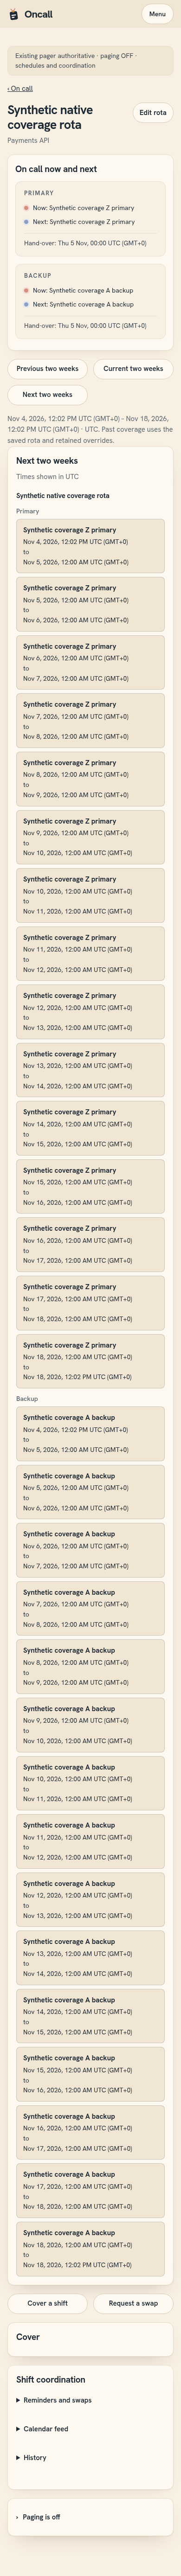 Oncall
Menu
Existing pager authoritative · paging OFF ·
schedules and coordination
‹ On call
Synthetic native
coverage rota
Edit rota
Payments API
On call now and next
PRIMARY
Now: Synthetic coverage Z primary
Next: Synthetic coverage Z primary
Hand-over: Thu 5 Nov, 00:00 UTC (GMT+0)
BACKUP
Now: Synthetic coverage A backup
Next: Synthetic coverage A backup
Hand-over: Thu 5 Nov, 00:00 UTC (GMT+0)
Previous two weeks
Current two weeks
Next two weeks
Nov 4, 2026, 12:02 PM UTC (GMT+0) – Nov 18, 2026,
12:02 PM UTC (GMT+0) · UTC. Past coverage uses the
saved rota and retained overrides.
Next two weeks
Times shown in UTC
Synthetic native coverage rota
Primary
Synthetic coverage Z primary
Nov 4, 2026, 12:02 PM UTC (GMT+0)
to
Nov 5, 2026, 12:00 AM UTC (GMT+0)
Synthetic coverage Z primary
Nov 5, 2026, 12:00 AM UTC (GMT+0)
to
Nov 6, 2026, 12:00 AM UTC (GMT+0)
Synthetic coverage Z primary
Nov 6, 2026, 12:00 AM UTC (GMT+0)
to
Nov 7, 2026, 12:00 AM UTC (GMT+0)
Synthetic coverage Z primary
Nov 7, 2026, 12:00 AM UTC (GMT+0)
to
Nov 8, 2026, 12:00 AM UTC (GMT+0)
Synthetic coverage Z primary
Nov 8, 2026, 12:00 AM UTC (GMT+0)
to
Nov 9, 2026, 12:00 AM UTC (GMT+0)
Synthetic coverage Z primary
Nov 9, 2026, 12:00 AM UTC (GMT+0)
to
Nov 10, 2026, 12:00 AM UTC (GMT+0)
Synthetic coverage Z primary
Nov 10, 2026, 12:00 AM UTC (GMT+0)
to
Nov 11, 2026, 12:00 AM UTC (GMT+0)
Synthetic coverage Z primary
Nov 11, 2026, 12:00 AM UTC (GMT+0)
to
Nov 12, 2026, 12:00 AM UTC (GMT+0)
Synthetic coverage Z primary
Nov 12, 2026, 12:00 AM UTC (GMT+0)
to
Nov 13, 2026, 12:00 AM UTC (GMT+0)
Synthetic coverage Z primary
Nov 13, 2026, 12:00 AM UTC (GMT+0)
to
Nov 14, 2026, 12:00 AM UTC (GMT+0)
Synthetic coverage Z primary
Nov 14, 2026, 12:00 AM UTC (GMT+0)
to
Nov 15, 2026, 12:00 AM UTC (GMT+0)
Synthetic coverage Z primary
Nov 15, 2026, 12:00 AM UTC (GMT+0)
to
Nov 16, 2026, 12:00 AM UTC (GMT+0)
Synthetic coverage Z primary
Nov 16, 2026, 12:00 AM UTC (GMT+0)
to
Nov 17, 2026, 12:00 AM UTC (GMT+0)
Synthetic coverage Z primary
Nov 17, 2026, 12:00 AM UTC (GMT+0)
to
Nov 18, 2026, 12:00 AM UTC (GMT+0)
Synthetic coverage Z primary
Nov 18, 2026, 12:00 AM UTC (GMT+0)
to
Nov 18, 2026, 12:02 PM UTC (GMT+0)
Backup
Synthetic coverage A backup
Nov 4, 2026, 12:02 PM UTC (GMT+0)
to
Nov 5, 2026, 12:00 AM UTC (GMT+0)
Synthetic coverage A backup
Nov 5, 2026, 12:00 AM UTC (GMT+0)
to
Nov 6, 2026, 12:00 AM UTC (GMT+0)
Synthetic coverage A backup
Nov 6, 2026, 12:00 AM UTC (GMT+0)
to
Nov 7, 2026, 12:00 AM UTC (GMT+0)
Synthetic coverage A backup
Nov 7, 2026, 12:00 AM UTC (GMT+0)
to
Nov 8, 2026, 12:00 AM UTC (GMT+0)
Synthetic coverage A backup
Nov 8, 2026, 12:00 AM UTC (GMT+0)
to
Nov 9, 2026, 12:00 AM UTC (GMT+0)
Synthetic coverage A backup
Nov 9, 2026, 12:00 AM UTC (GMT+0)
to
Nov 10, 2026, 12:00 AM UTC (GMT+0)
Synthetic coverage A backup
Nov 10, 2026, 12:00 AM UTC (GMT+0)
to
Nov 11, 2026, 12:00 AM UTC (GMT+0)
Synthetic coverage A backup
Nov 11, 2026, 12:00 AM UTC (GMT+0)
to
Nov 12, 2026, 12:00 AM UTC (GMT+0)
Synthetic coverage A backup
Nov 12, 2026, 12:00 AM UTC (GMT+0)
to
Nov 13, 2026, 12:00 AM UTC (GMT+0)
Synthetic coverage A backup
Nov 13, 2026, 12:00 AM UTC (GMT+0)
to
Nov 14, 2026, 12:00 AM UTC (GMT+0)
Synthetic coverage A backup
Nov 14, 2026, 12:00 AM UTC (GMT+0)
to
Nov 15, 2026, 12:00 AM UTC (GMT+0)
Synthetic coverage A backup
Nov 15, 2026, 12:00 AM UTC (GMT+0)
to
Nov 16, 2026, 12:00 AM UTC (GMT+0)
Synthetic coverage A backup
Nov 16, 2026, 12:00 AM UTC (GMT+0)
to
Nov 17, 2026, 12:00 AM UTC (GMT+0)
Synthetic coverage A backup
Nov 17, 2026, 12:00 AM UTC (GMT+0)
to
Nov 18, 2026, 12:00 AM UTC (GMT+0)
Synthetic coverage A backup
Nov 18, 2026, 12:00 AM UTC (GMT+0)
to
Nov 18, 2026, 12:02 PM UTC (GMT+0)
Cover a shift
Request a swap
Cover
Shift coordination
Reminders and swaps
Calendar feed
History
› Paging is off